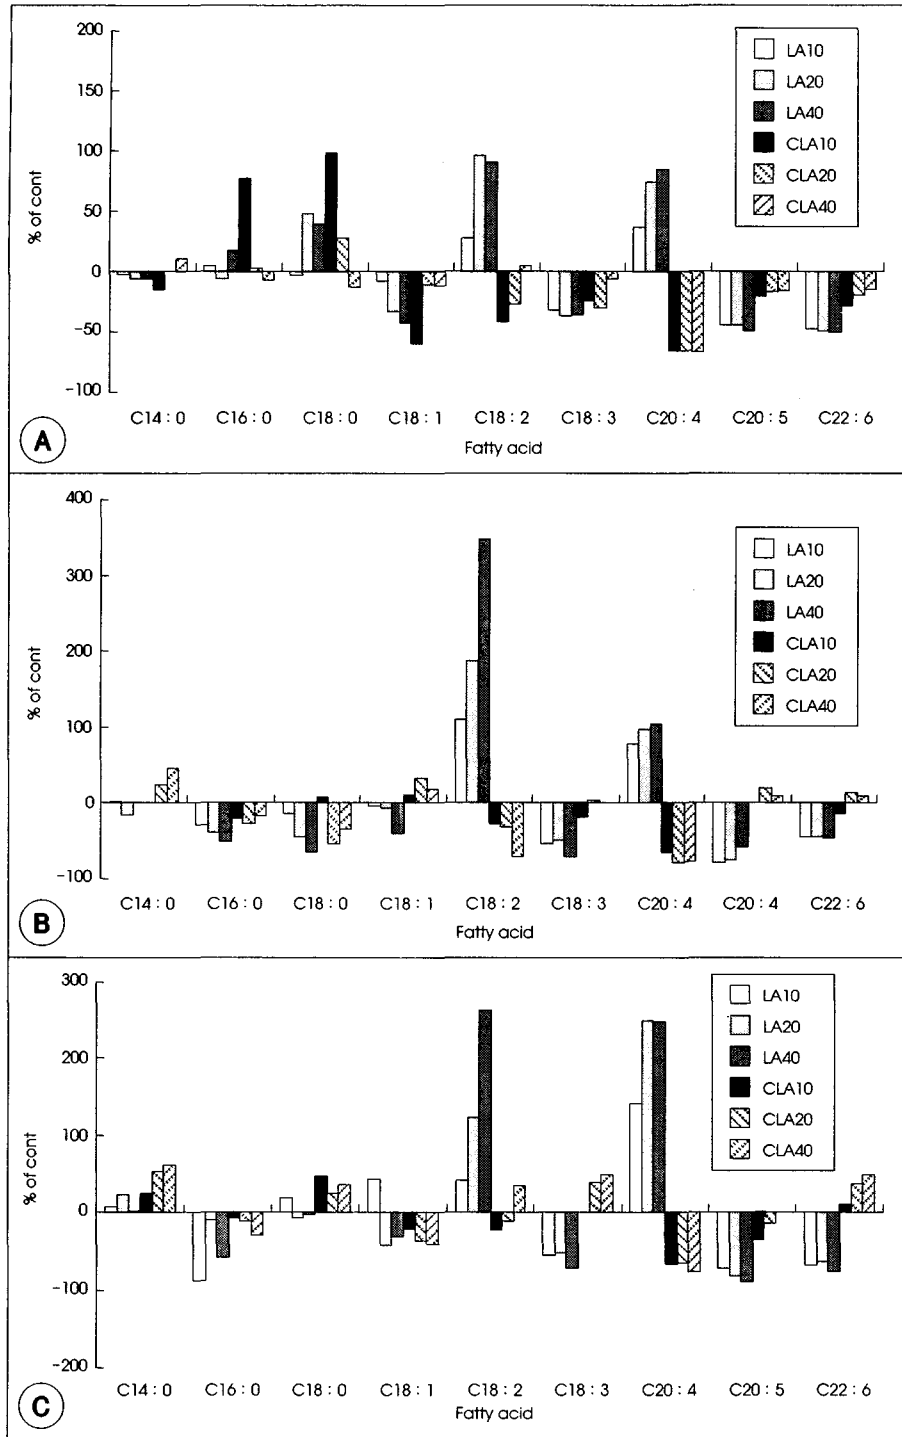 200
150
100
50
0
−50
−100
% of cont
LA10
LA20
LA40
CLA10
CLA20
CLA40
C14 : 0 C16 : 0 C18 : 0 C18 : 1 C18 : 2 C18 : 3 C20 : 4 C20 : 5 C22 : 6
Fatty acid
A
400
300
200
100
0
−100
% of cont
LA10
LA20
LA40
CLA10
CLA20
CLA40
C14 : 0 C16 : 0 C18 : 0 C18 : 1 C18 : 2 C18 : 3 C20 : 4 C20 : 4 C22 : 6
Fatty acid
B
300
200
100
0
−100
−200
% of cont
LA10
LA20
LA40
CLA10
CLA20
CLA40
C14 : 0 C16 : 0 C18 : 0 C18 : 1 C18 : 2 C18 : 3 C20 : 4 C20 : 5 C22 : 6
Fatty acid
C